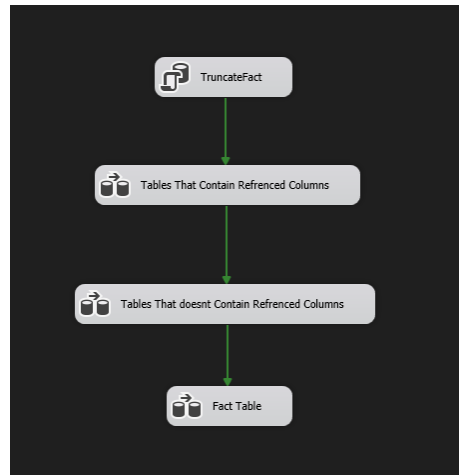 TruncateFact
Tables That Contain Refrenced Columns
Tables That doesnt Contain Refrenced Columns
Fact Table